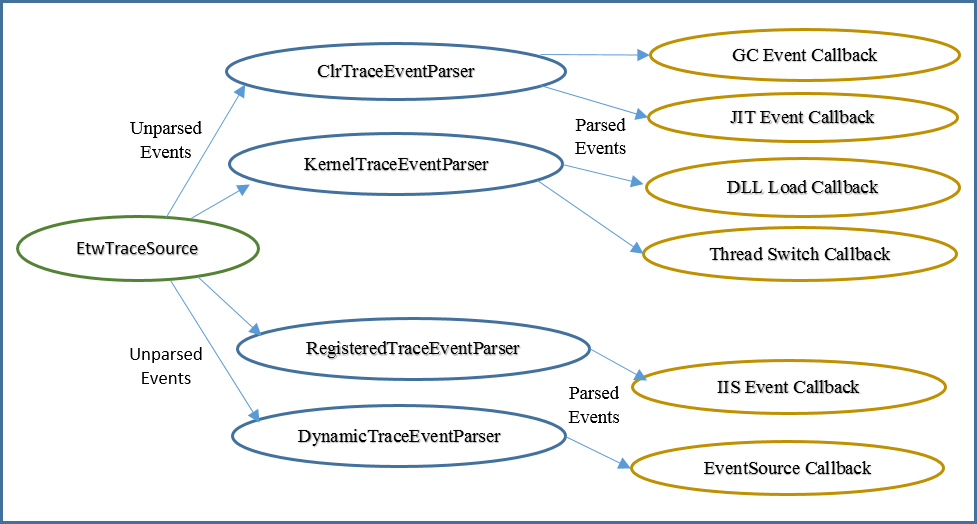 ClrTraceEventParser
GC Event Callback
JIT Event Callback
Unparsed
Events
Parsed
Events
KernelTraceEventParser
DLL Load Callback
EtwTraceSource
Thread Switch Callback
RegisteredTraceEventParser
Unparsed
Events
IIS Event Callback
Parsed
Events
DynamicTraceEventParser
EventSource Callback